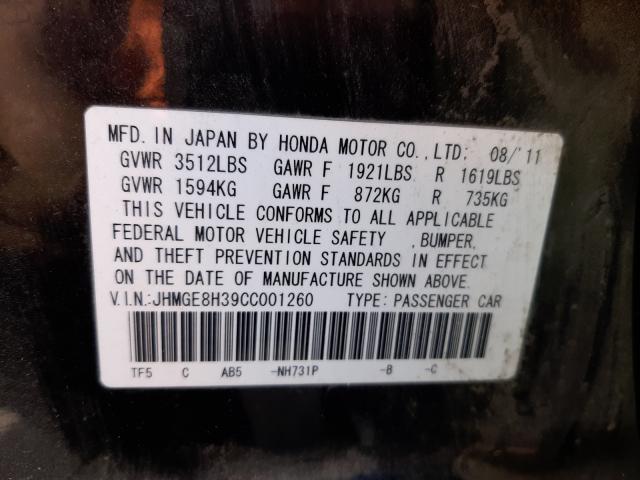 MFD. IN JAPAN BY HONDA MOTOR CO.,LTD. 08/'11
GVWR 3512LBS GAWR F 1921LBS R 1619LBS
GVWR 1594KG GAWR F 872KG R 735KG
THIS VEHICLE CONFORMS TO ALL APPLICABLE
FEDERAL MOTOR VEHICLE SAFETY ,BUMPER,
AND THEFT PREVENTION STANDARDS IN EFFECT
ON THE DATE OF MANUFACTURE SHOWN ABOVE.
V.I.N.:JHMGE8H39CC001260 TYPE:PASSENGER CAR
TF5 C AB5 -NH731P -B -C